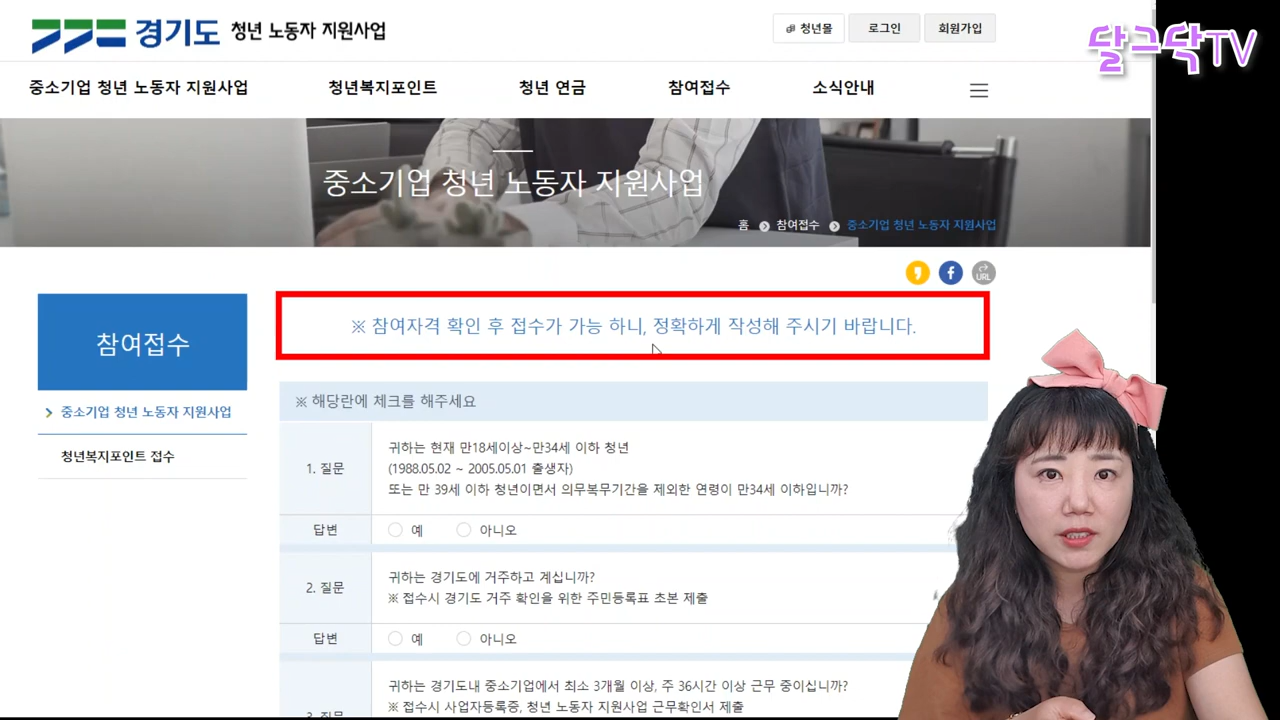 경기도 청년 노동자 지원사업
청년몰 로그인 회원가입
달그닥TV
중소기업 청년 노동자 지원사업 청년복지포인트 청년 연금 참여접수 소식안내
중소기업 청년 노동자 지원사업
홈 참여접수 중소기업 청년 노동자 지원사업
URL
※ 참여자격 확인 후 접수가 가능 하니, 정확하게 작성해 주시기 바랍니다.
참여접수
중소기업 청년 노동자 지원사업
청년복지포인트 접수
※ 해당란에 체크를 해주세요
1. 질문
귀하는 현재 만18세이상~만34세 이하 청년
(1988.05.02 ~ 2005.05.01 출생자)
또는 만 39세 이하 청년이면서 의무복무기간을 제외한 연령이 만34세 이하입니까?
답변 예 아니오
2. 질문
귀하는 경기도에 거주하고 계십니까?
※ 접수시 경기도 거주 확인을 위한 주민등록표 초본 제출
답변 예 아니오
3. 질문
귀하는 경기도내 중소기업에서 최소 3개월 이상, 주 36시간 이상 근무 중이십니까?
※ 접수시 사업자등록증, 청년 노동자 지원사업 근무확인서 제출